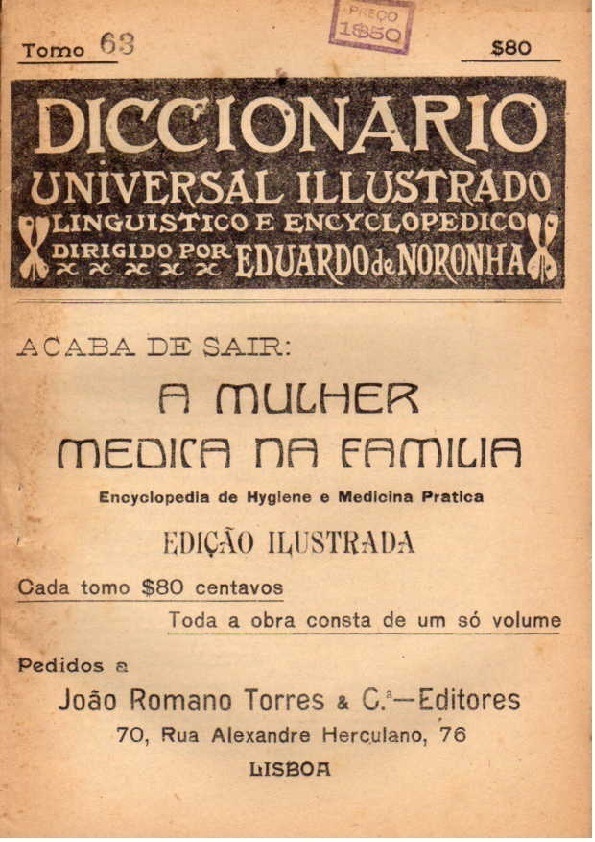 PREÇO
1$850
Tomo 63
$80
DICCIONARIO
UNIVERSAL ILLUSTRADO
LINGUISTICO E ENCYCLOPEDICO
DIRIGIDO POR EDUARDO de NORONHA
ACABA DE SAIR:
A MULHER
MEDICA NA FAMILIA
Encyclopedia de Hygiene e Medicina Pratica
EDIÇÃO ILUSTRADA
Cada tomo $80 centavos
Toda a obra consta de um só volume
Pedidos a
João Romano Torres & C.ª—Editores
70, Rua Alexandre Herculano, 76
LISBOA